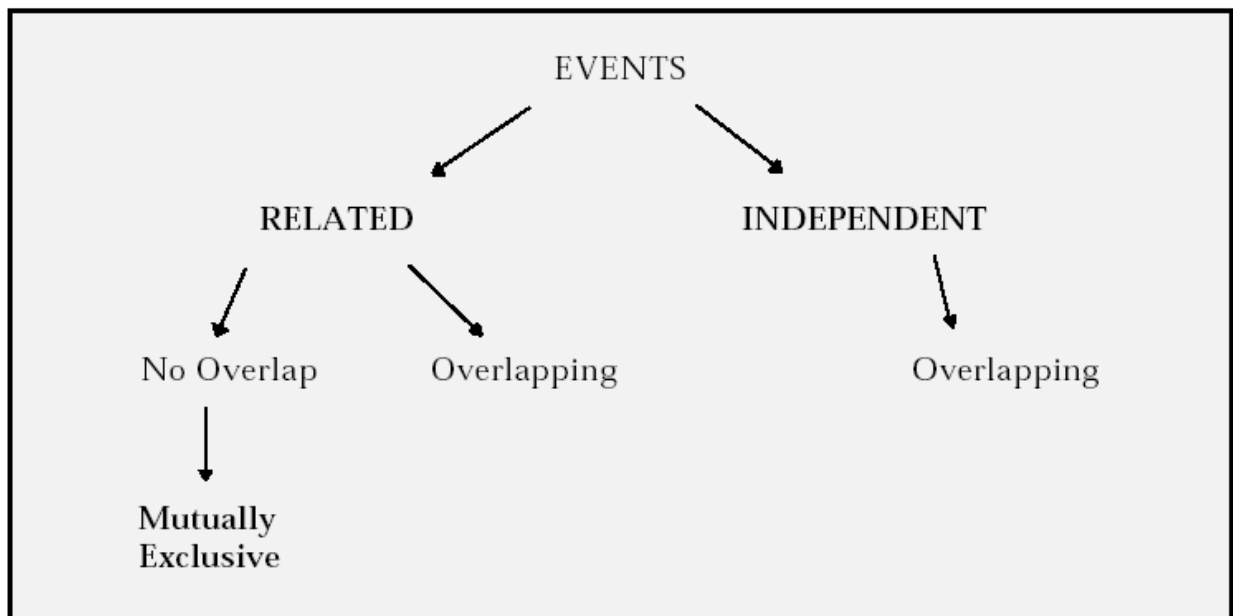 EVENTS
RELATED
INDEPENDENT
No Overlap
Overlapping
Overlapping
Mutually
Exclusive